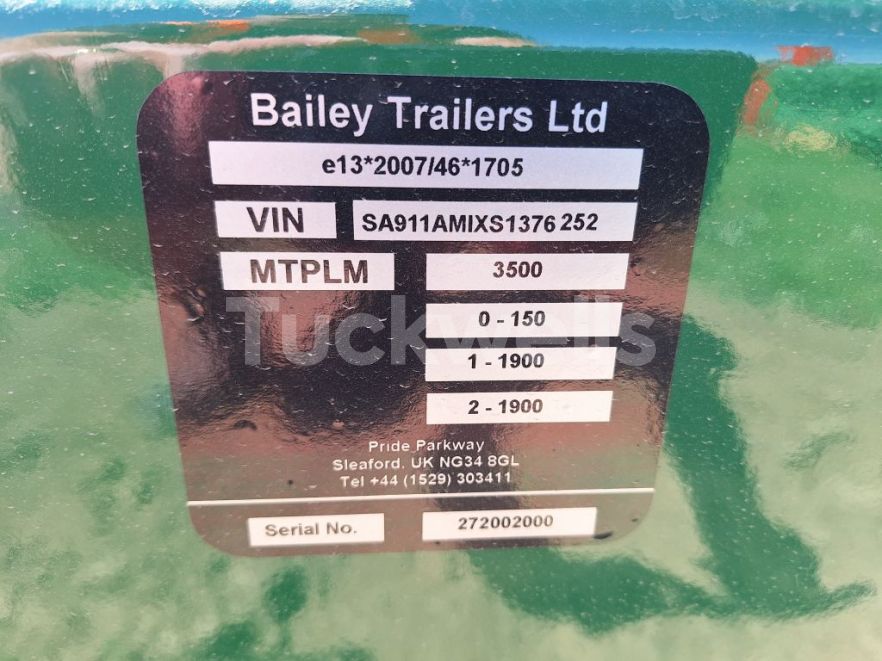 Bailey Trailers Ltd
e13*2007/46*1705
VIN SA911AMIXS1376 252
MTPLM 3500
0 - 150
Tuckwells
1 - 1900
2 - 1900
Pride Parkway
Sleaford. UK NG34 8GL
Tel +44 (1529) 303411
Serial No. 272002000